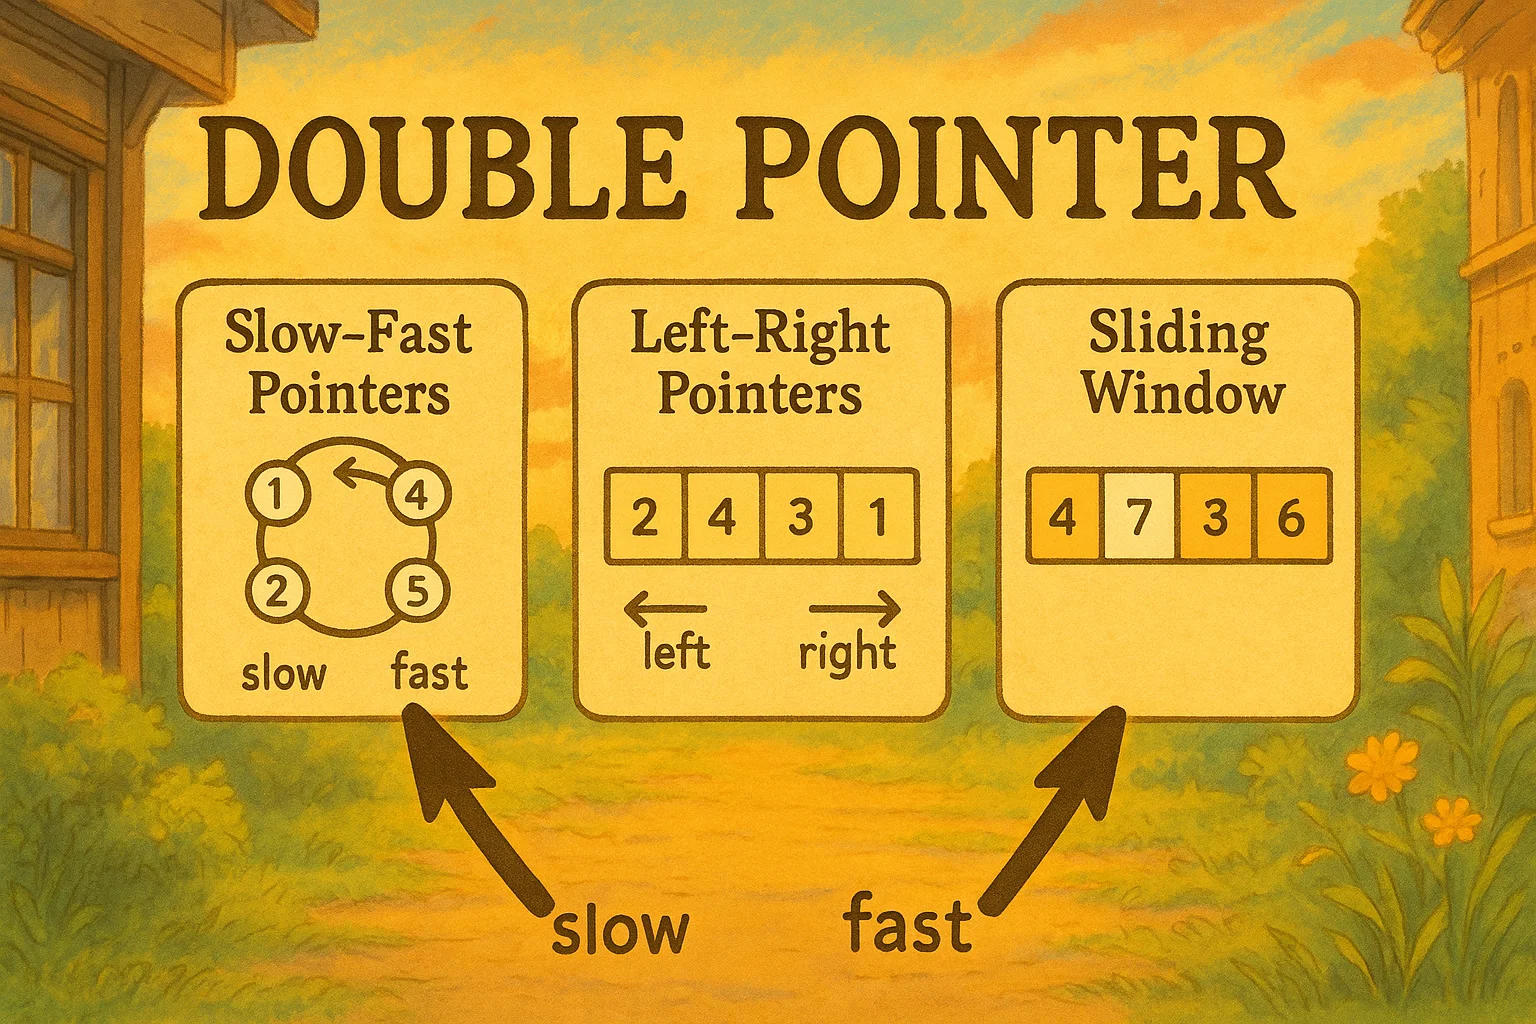 DOUBLE POINTER
Slow-Fast
Pointers
1 4
2 5
slow fast
Left-Right
Pointers
2 4 3 1
left right
Sliding
Window
4 7 3 6
slow
fast